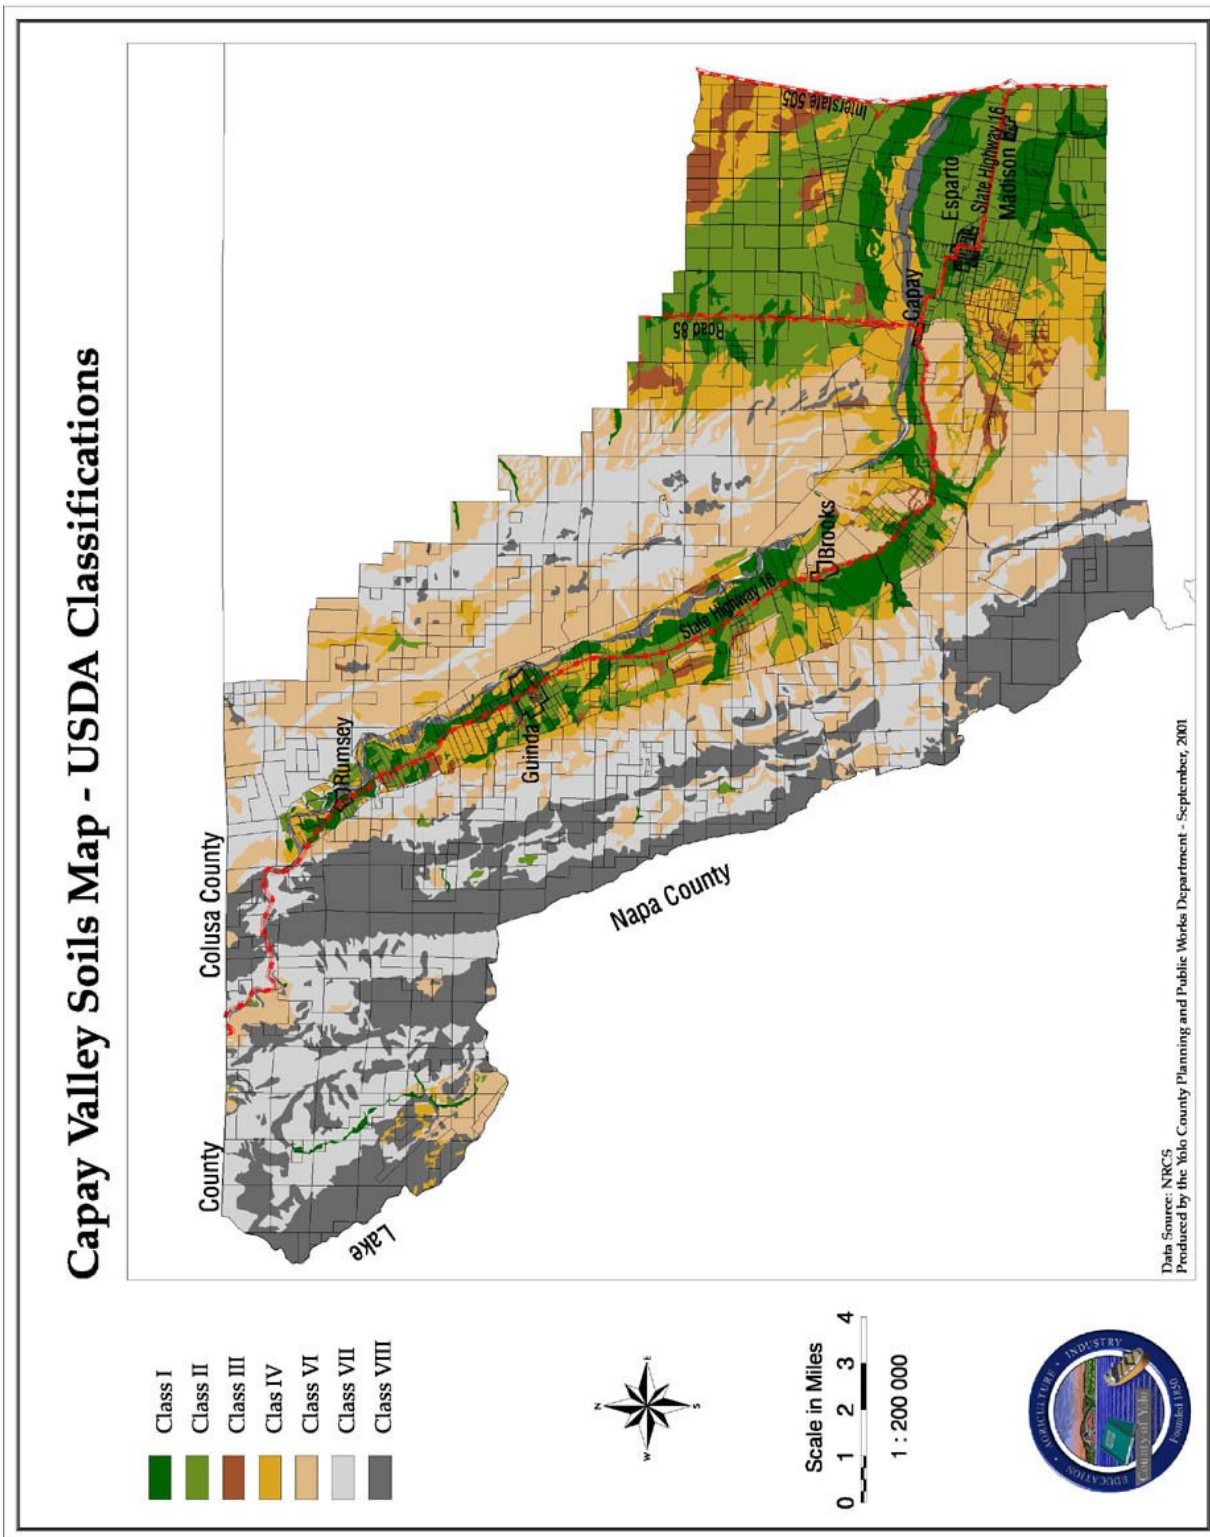 Capay Valley Soils Map - USDA Classifications
Class I
Class II
Class III
Clas IV
Class VI
Class VII
Class VIII
N
W
E
S
Scale in Miles
0 1 2 3 4
1 : 200 000
AGRICULTURE • INDUSTRY
EDUCATION
County of Yolo
Founded 1850
Lake
County
Colusa County
Napa County
Rumsey
Guinda
State Highway 16
Brooks
Road 85
Capay
Esparto
State Highway 16
Madison
Interstate 505
Data Source: NRCS
Produced by the Yolo County Planning and Public Works Department - September, 2001